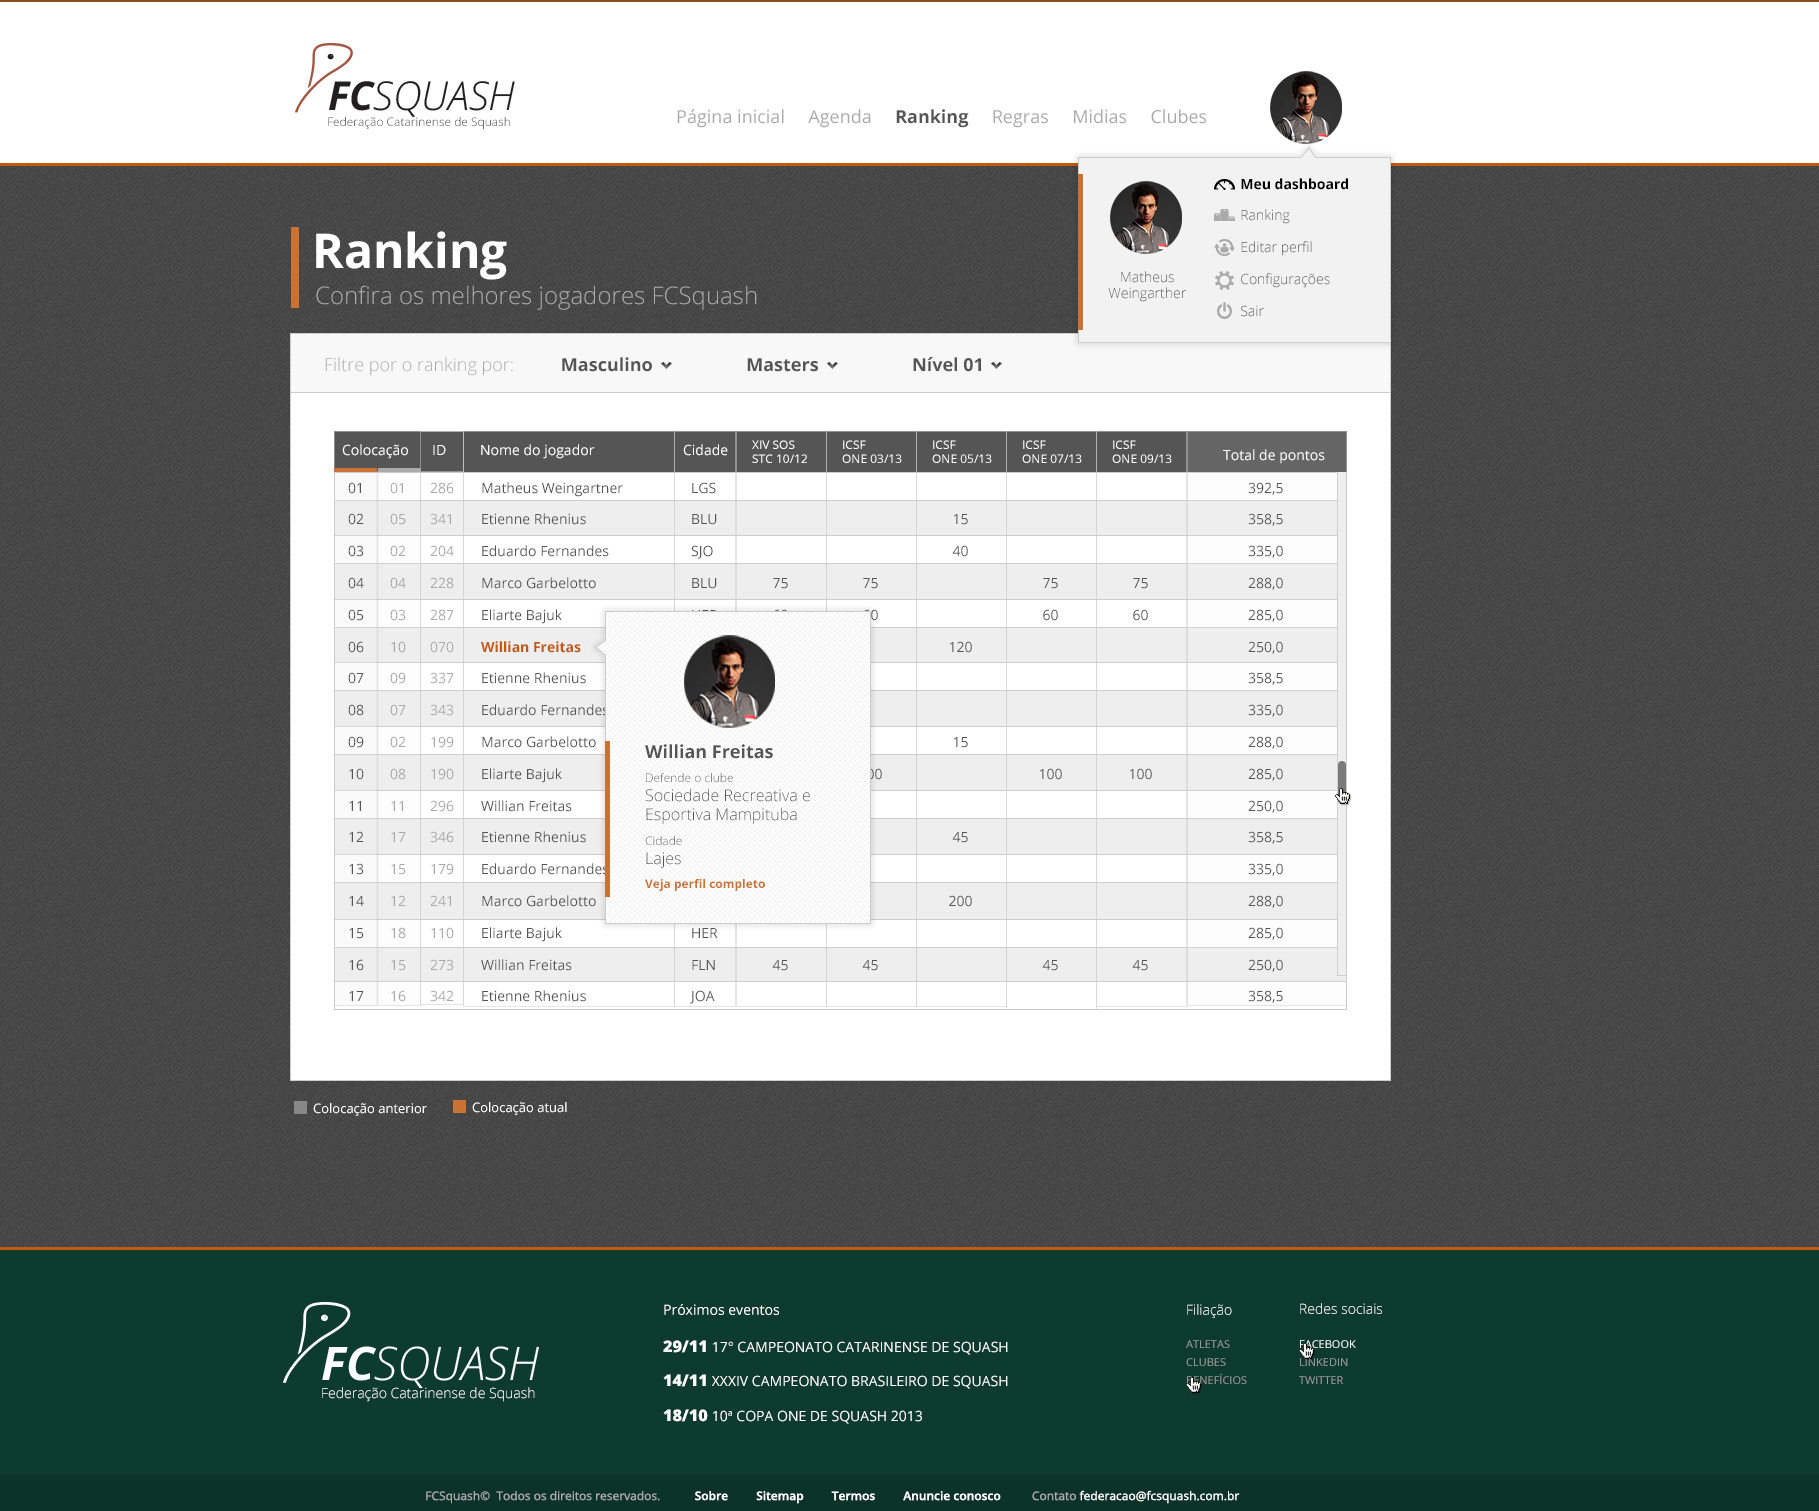 FCSQUASH
Federação Catarinense de Squash
Página inicial Agenda Ranking Regras Midias Clubes
Matheus
Weingarther
Meu dashboard
Ranking
Editar perfil
Configurações
Sair
Ranking
Confira os melhores jogadores FCSquash
Filtre por o ranking por: Masculino Masters Nível 01
Colocação ID Nome do jogador Cidade XIV SOS STC 10/12 ICSF ONE 03/13 ICSF ONE 05/13 ICSF ONE 07/13 ICSF ONE 09/13 Total de pontos
01 01 286 Matheus Weingartner LGS 392,5
02 05 341 Etienne Rhenius BLU 15 358,5
03 02 204 Eduardo Fernandes SJO 40 335,0
04 04 228 Marco Garbelotto BLU 75 75 75 75 288,0
05 03 287 Eliarte Bajuk 60 60 285,0
06 10 070 Willian Freitas 120 250,0
07 09 337 Etienne Rhenius 358,5
08 07 343 Eduardo Fernandes 335,0
09 02 199 Marco Garbelotto 15 288,0
10 08 190 Eliarte Bajuk 100 100 285,0
11 11 296 Willian Freitas 250,0
12 17 346 Etienne Rhenius 45 358,5
13 15 179 Eduardo Fernandes 335,0
14 12 241 Marco Garbelotto 200 288,0
15 18 110 Eliarte Bajuk HER 285,0
16 15 273 Willian Freitas FLN 45 45 45 45 250,0
17 16 342 Etienne Rhenius JOA 358,5
Willian Freitas
Defende o clube
Sociedade Recreativa e
Esportiva Mampituba
Cidade
Lajes
Veja perfil completo
Colocação anterior Colocação atual
FCSQUASH
Federação Catarinense de Squash
Próximos eventos
29/11 17° CAMPEONATO CATARINENSE DE SQUASH
14/11 XXXIV CAMPEONATO BRASILEIRO DE SQUASH
18/10 10ª COPA ONE DE SQUASH 2013
Filiação
ATLETAS
CLUBES
BENEFÍCIOS
Redes sociais
FACEBOOK
LINKEDIN
TWITTER
FCSquash© Todos os direitos reservados. Sobre Sitemap Termos Anuncie conosco Contato federacao@fcsquash.com.br